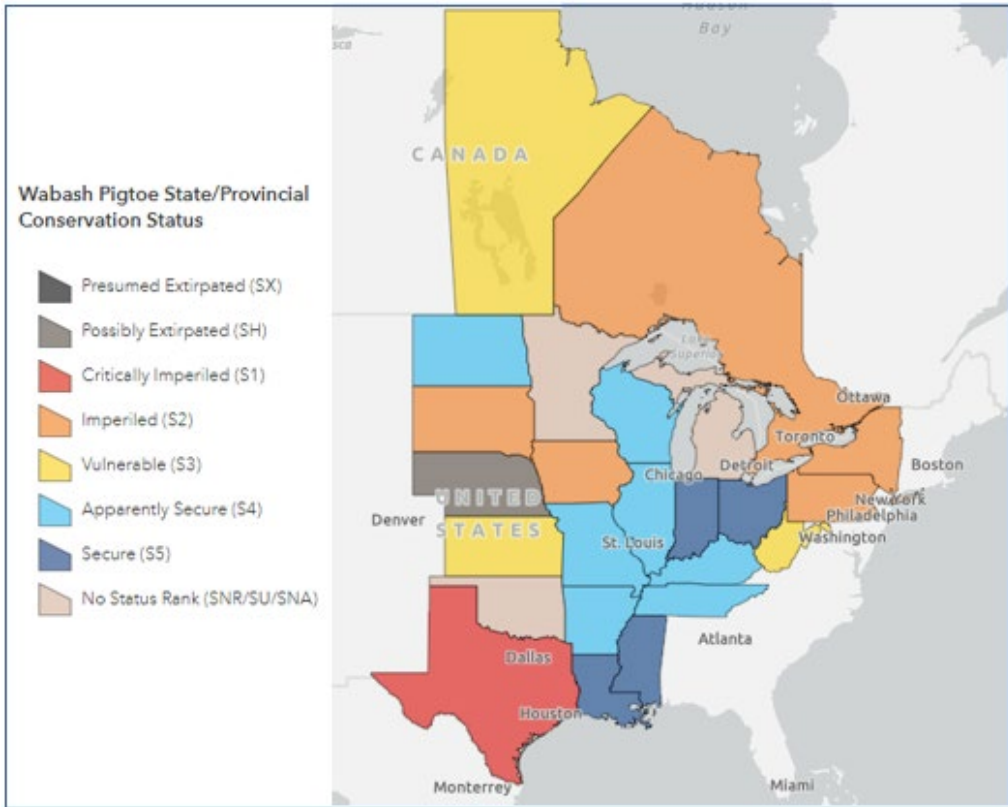 Wabash Pigtoe State/Provincial
Conservation Status
Presumed Extirpated (SX)
Possibly Extirpated (SH)
Critically Imperiled (S1)
Imperiled (S2)
Vulnerable (S3)
Apparently Secure (S4)
Secure (S5)
No Status Rank (SNR/SU/SNA)
Hudson
Bay
CANADA
Ottawa
Toronto
Boston
Chicago
Detroit
New York
UNITED
Philadelphia
Denver
STATES
St. Louis
Washington
Atlanta
Dallas
Houston
Monterrey
Miami